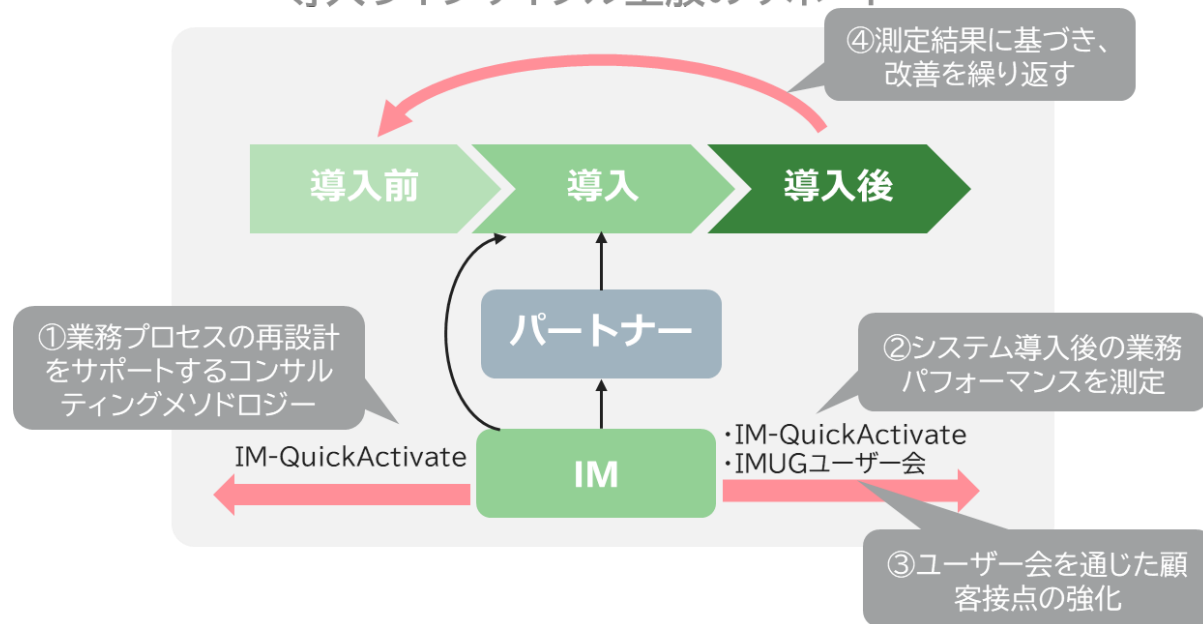 ④測定結果に基づき、
改善を繰り返す
導入前
導入
導入後
パートナー
①業務プロセスの再設計
をサポートするコンサル
ティングメソドロジー
②システム導入後の業務
パフォーマンスを測定
IM-QuickActivate
IM
・IM-QuickActivate
・IMUGユーザー会
③ユーザー会を通じた顧
客接点の強化